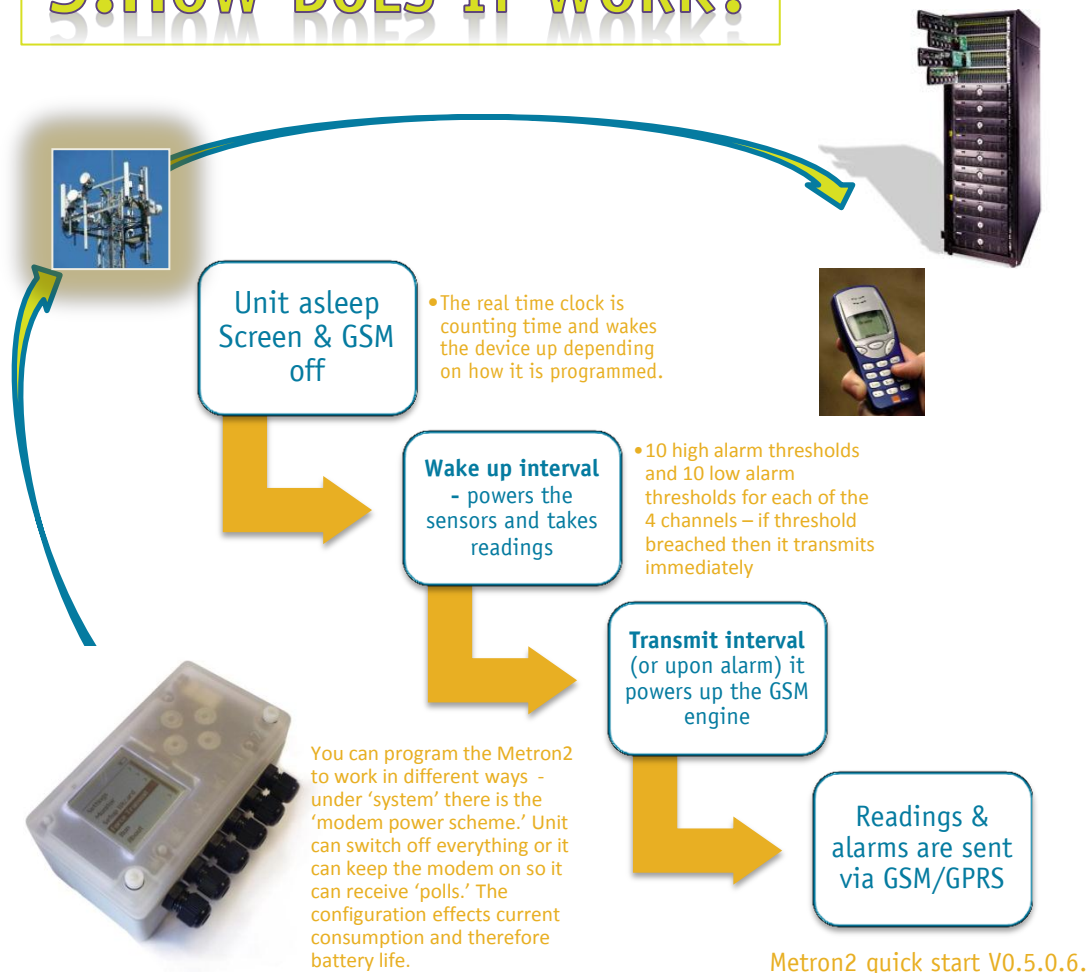 3.HOW DOES IT WORK?
Unit asleep
Screen & GSM
off
•The real time clock is
counting time and wakes
the device up depending
on how it is programmed.
Wake up interval
- powers the
sensors and takes
readings
•10 high alarm thresholds
and 10 low alarm
thresholds for each of the
4 channels – if threshold
breached then it transmits
immediately
Transmit interval
(or upon alarm) it
powers up the GSM
engine
You can program the Metron2
to work in different ways -
under ‘system’ there is the
‘modem power scheme.’ Unit
can switch off everything or it
can keep the modem on so it
can receive ‘polls.’ The
configuration effects current
consumption and therefore
battery life.
Readings &
alarms are sent
via GSM/GPRS
Metron2 quick start V0.5.0.6.